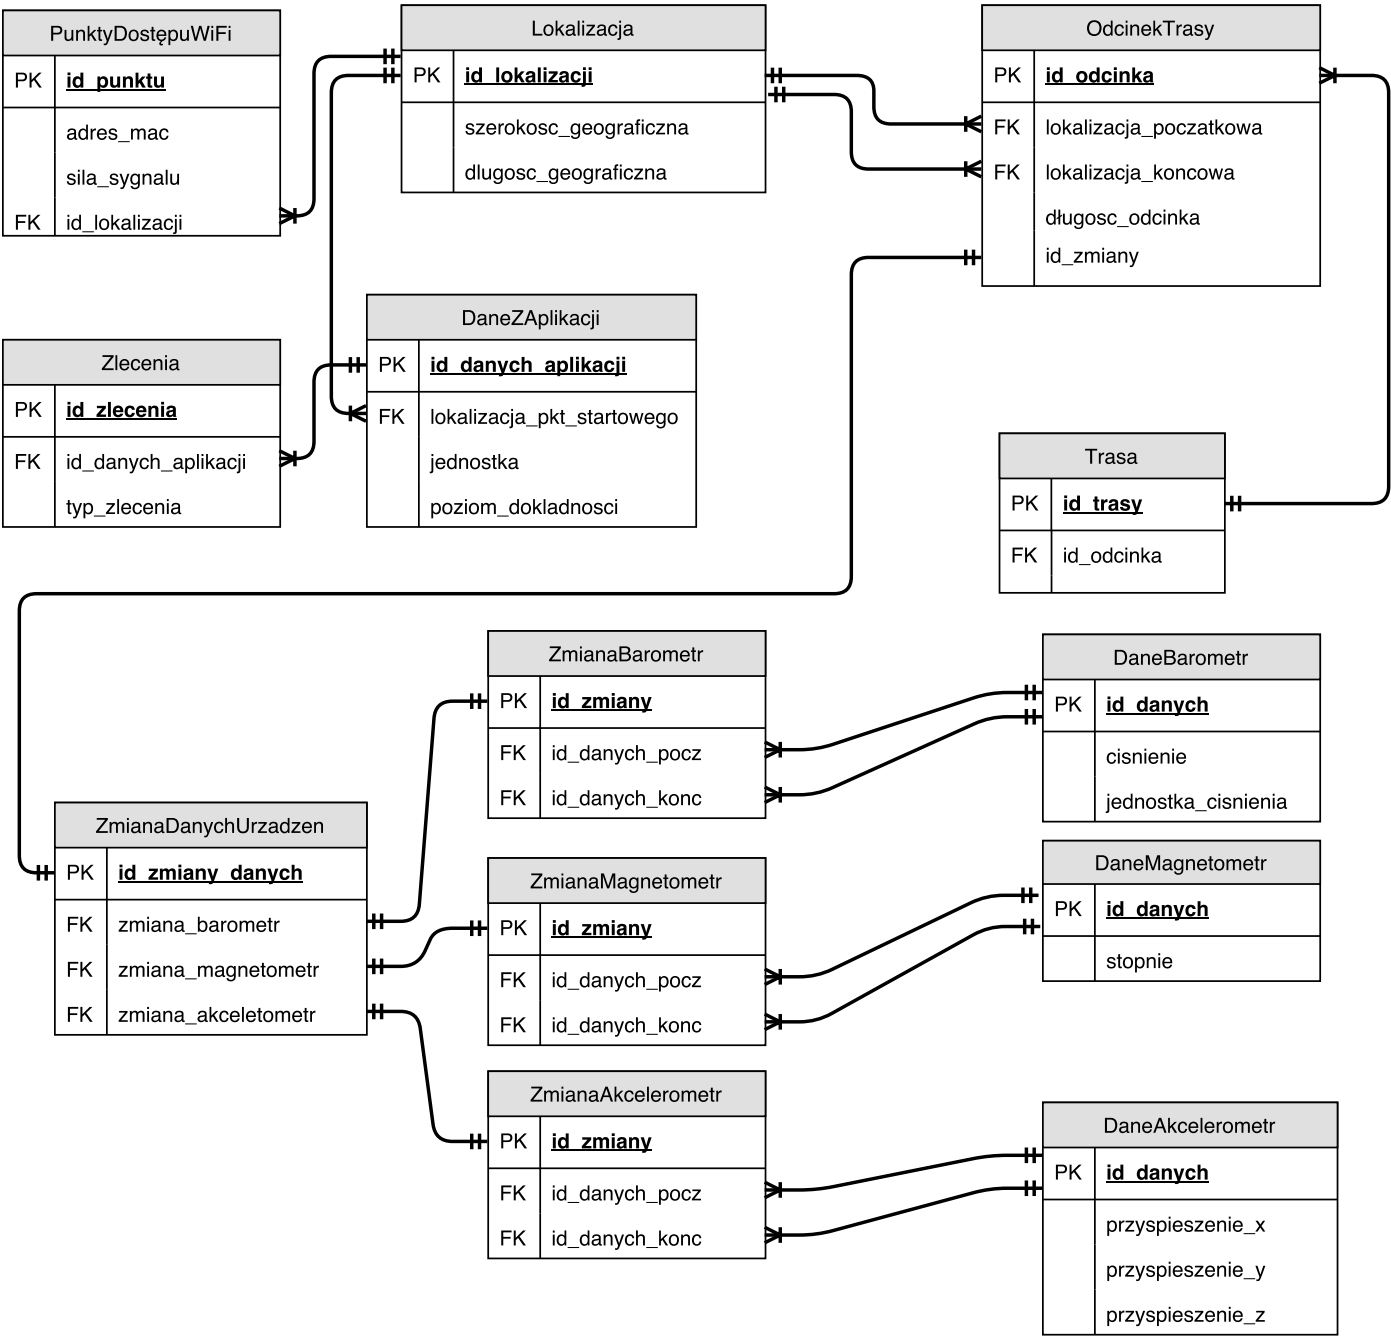 PunktyDostępuWiFi
PK id_punktu
adres_mac
sila_sygnalu
FK id_lokalizacji
Lokalizacja
PK id_lokalizacji
szerokosc_geograficzna
dlugosc_geograficzna
OdcinekTrasy
PK id_odcinka
FK lokalizacja_poczatkowa
FK lokalizacja_koncowa
długosc_odcinka
id_zmiany
Zlecenia
PK id_zlecenia
FK id_danych_aplikacji
typ_zlecenia
DaneZAplikacji
PK id_danych_aplikacji
FK lokalizacja_pkt_startowego
jednostka
poziom_dokladnosci
Trasa
PK id_trasy
FK id_odcinka
ZmianaBarometr
PK id_zmiany
FK id_danych_pocz
FK id_danych_konc
DaneBarometr
PK id_danych
cisnienie
jednostka_cisnienia
ZmianaDanychUrzadzen
PK id_zmiany_danych
FK zmiana_barometr
FK zmiana_magnetometr
FK zmiana_akceletometr
ZmianaMagnetometr
PK id_zmiany
FK id_danych_pocz
FK id_danych_konc
DaneMagnetometr
PK id_danych
stopnie
ZmianaAkcelerometr
PK id_zmiany
FK id_danych_pocz
FK id_danych_konc
DaneAkcelerometr
PK id_danych
przyspieszenie_x
przyspieszenie_y
przyspieszenie_z